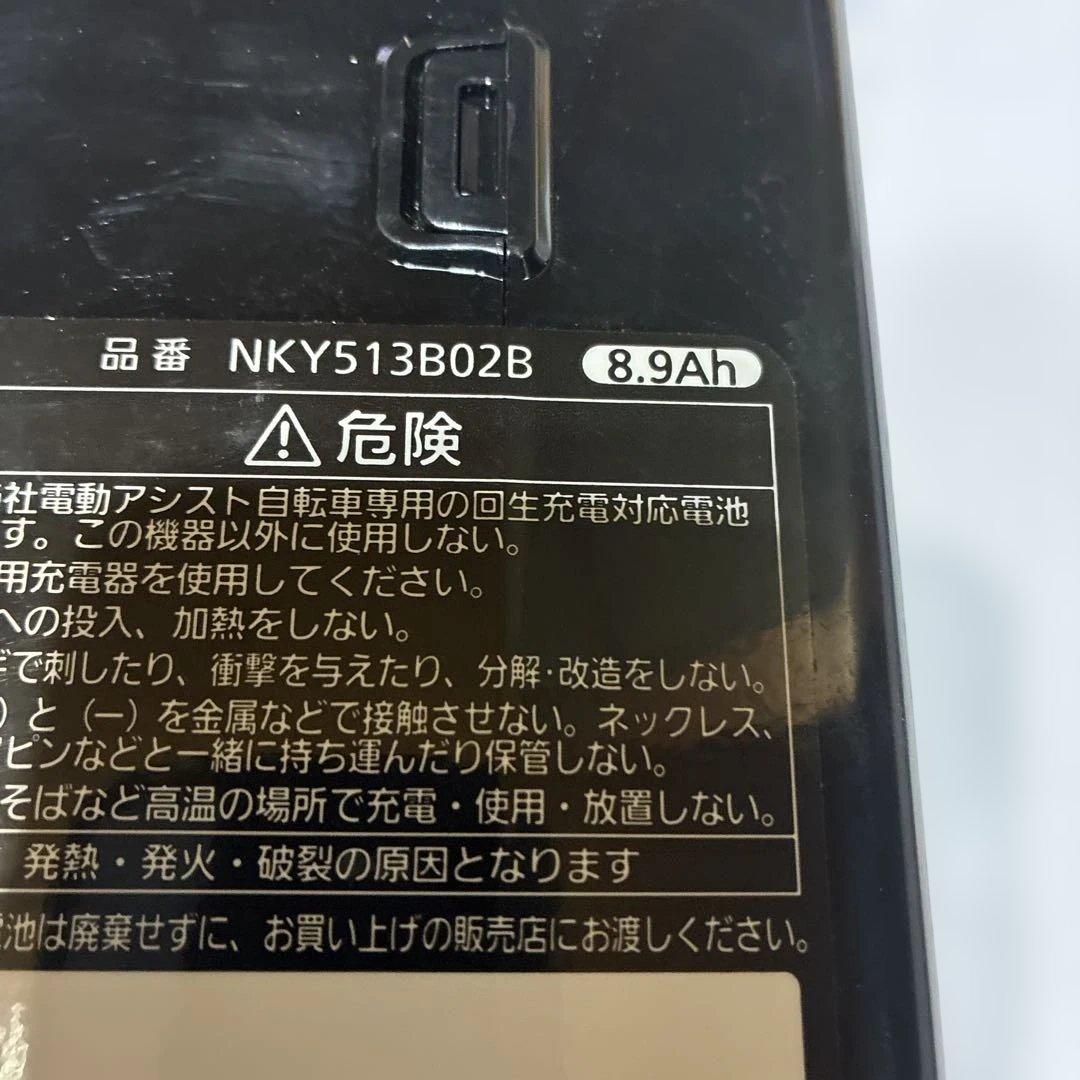 品番 NKY513B02B 8.9Ah
危険
社電動アシスト自転車専用の回生充電対応電池
す。この機器以外に使用しない。
用充電器を使用してください。
への投入、加熱をしない。
で刺したり、衝撃を与えたり、分解・改造をしない。
）と（－）を金属などで接触させない。ネックレス、
ピンなどと一緒に持ち運んだり保管しない。
そばなど高温の場所で充電・使用・放置しない。
発熱・発火・破裂の原因となります
池は廃棄せずに、お買い上げの販売店にお渡しください。